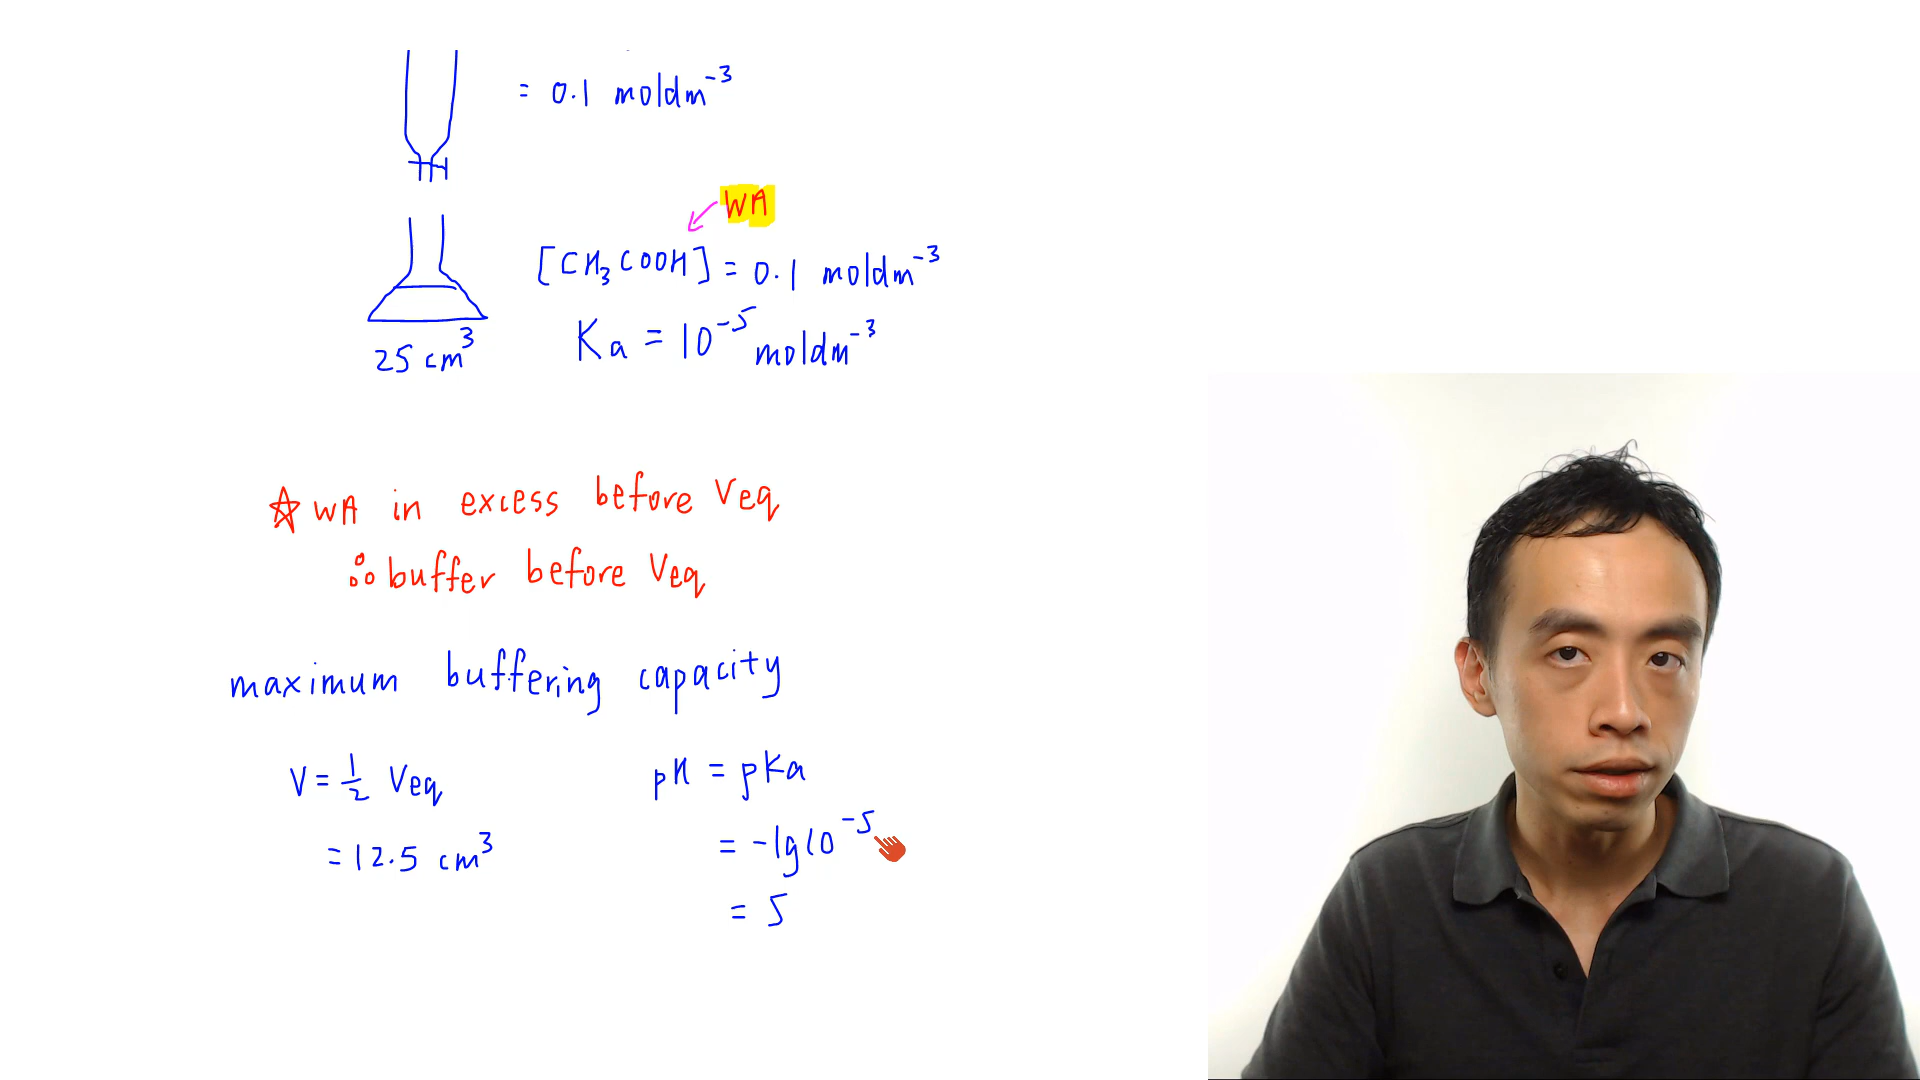 = 0.1 moldm⁻³
WA
[CH₃COOH] = 0.1 moldm⁻³
Ka = 10⁻⁵ moldm⁻³
25 cm³
☆ WA in excess before Veq
∴ buffer before Veq
maximum buffering capacity
V = ½ Veq
= 12.5 cm³
pH = pKa
= -lg10⁻⁵
= 5